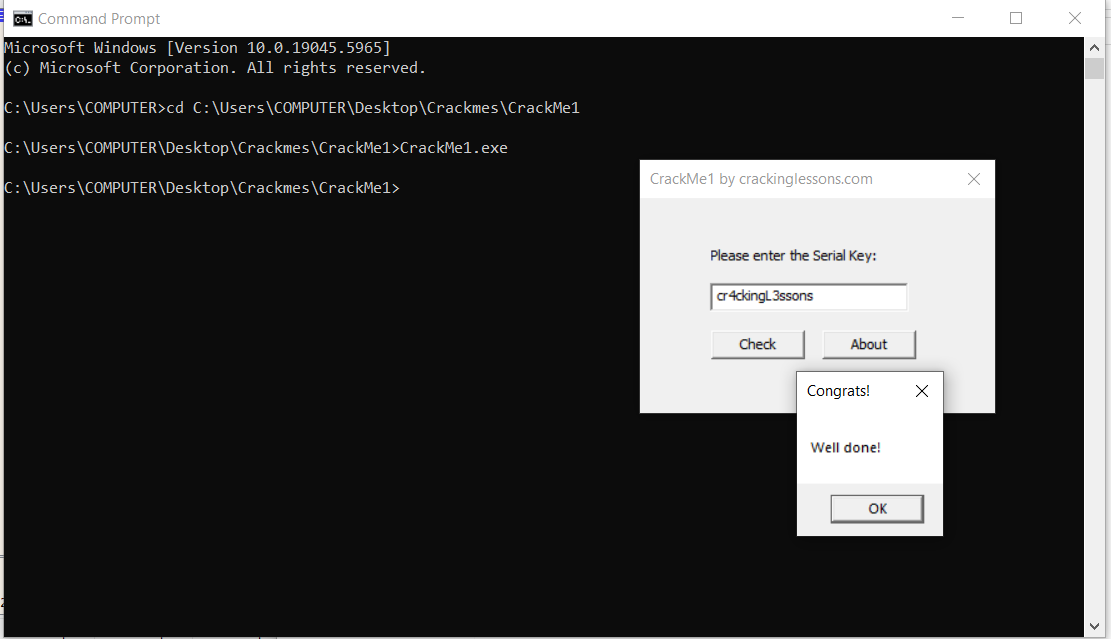 Command Prompt
Microsoft Windows [Version 10.0.19045.5965]
(c) Microsoft Corporation. All rights reserved.
C:\Users\COMPUTER>cd C:\Users\COMPUTER\Desktop\Crackmes\CrackMe1
C:\Users\COMPUTER\Desktop\Crackmes\CrackMe1>CrackMe1.exe
C:\Users\COMPUTER\Desktop\Crackmes\CrackMe1>
CrackMe1 by crackinglessons.com
Please enter the Serial Key:
cr4ckingL3ssons
Check About
Congrats!
Well done!
OK